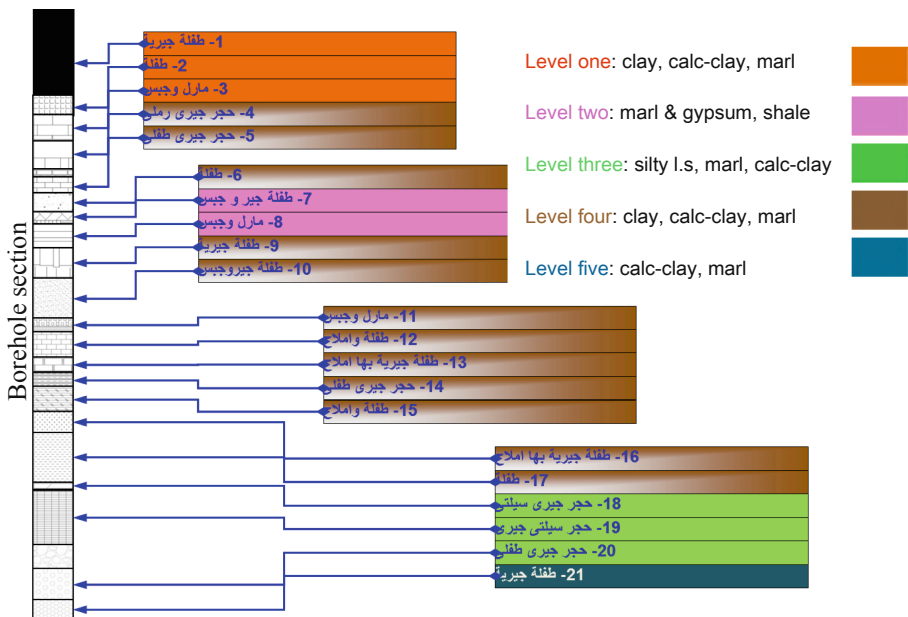 1- طفلة جيرية
2- طفلة
3- مارل وجبس
4- حجر جيرى رملى
5- حجر جيرى طفلى
6- طفلة
7- طفلة جير و جبس
8- مارل وجبس
9- طفلة جيرية
10- طفلة جيروجبس
11- مارل وجبس
12- طفلة واملاح
13- طفلة جيرية بها املاح
14- حجر جيرى طفلى
15- طفلة واملاح
16- طفلة جيرية بها املاح
17- طفلة
18- حجر جيرى سيلتى
19- حجر سيلتى جيرى
20- حجر جيرى طفلى
21- طفلة جيرية
Level one: clay, calc-clay, marl
Level two: marl & gypsum, shale
Level three: silty l.s, marl, calc-clay
Level four: clay, calc-clay, marl
Level five: calc-clay, marl
Borehole section